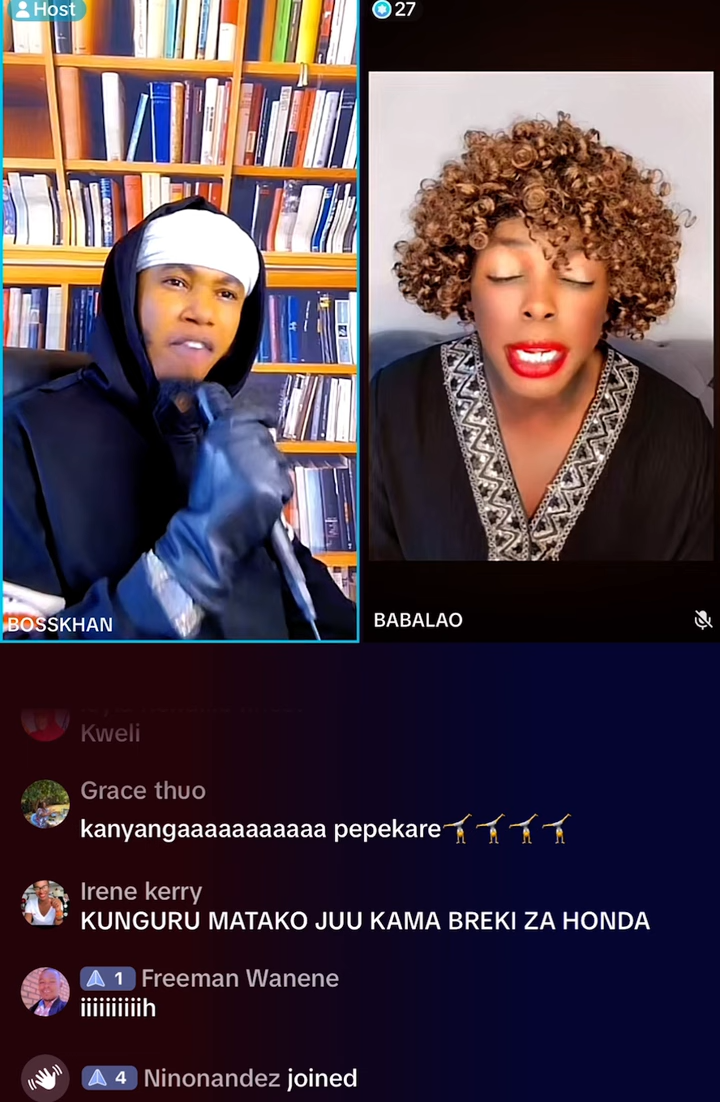 Host
27
BOSSKHAN
BABALAO
Kweli
Grace thuo
kanyangaaaaaaaaaaa pepekare🤸🤸🤸🤸
Irene kerry
KUNGURU MATAKO JUU KAMA BREKI ZA HONDA
1 Freeman Wanene
iiiiiiiiiih
4 Ninonandez joined